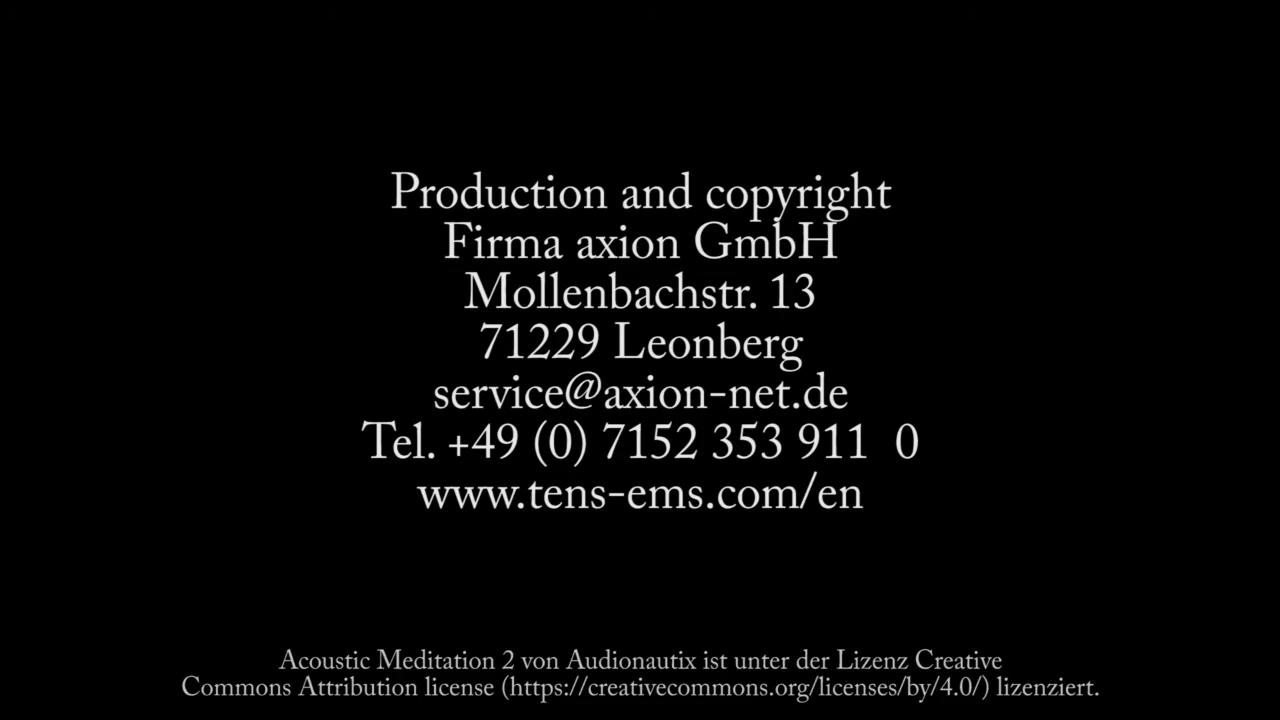 Production and copyright
Firma axion GmbH
Mollenbachstr. 13
71229 Leonberg
service@axion-net.de
Tel. +49 (0) 7152 353 911  0
www.tens-ems.com/en
Acoustic Meditation 2 von Audionautix ist unter der Lizenz Creative
Commons Attribution license (https://creativecommons.org/licenses/by/4.0/) lizenziert.